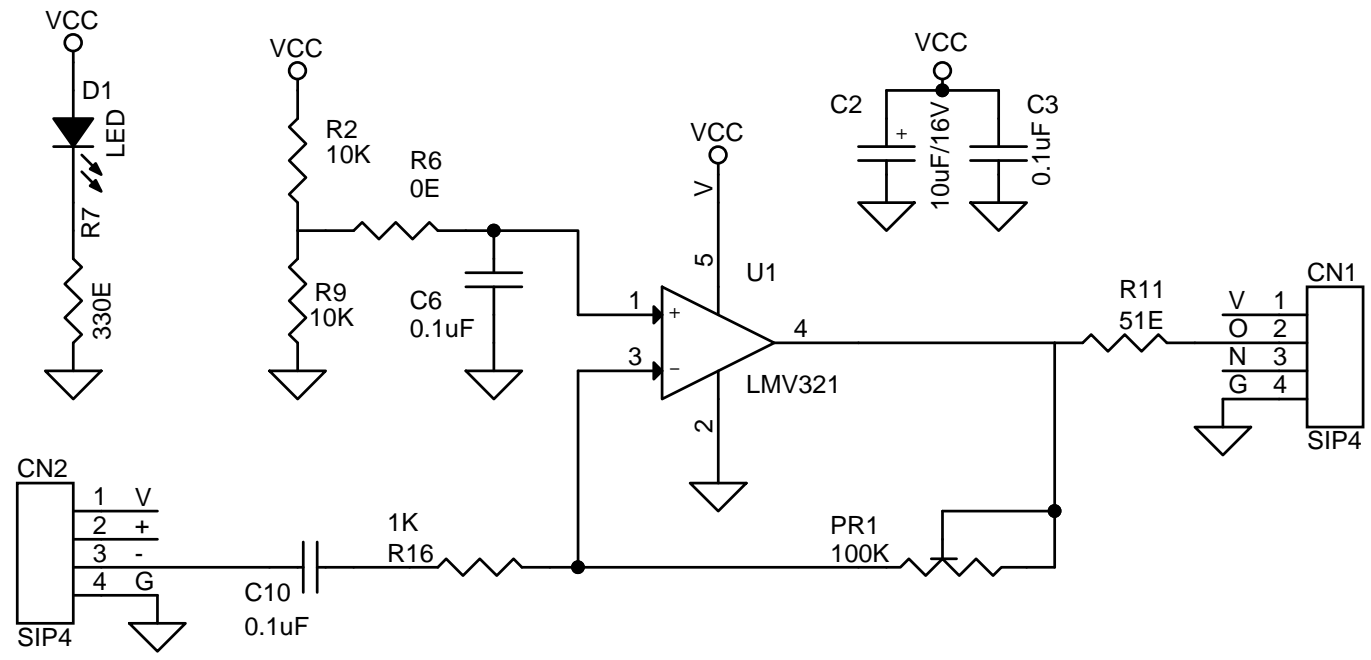 VCC
D1
LED
R7
330E
VCC
R2
10K
R6
0E
R9
10K
C6
0.1uF
VCC
V
5
U1
1
+
3
−
4
LMV321
2
VCC
C2
+
10uF/16V
C3
0.1uF
R11
51E
CN1
V 1
O 2
N 3
G 4
SIP4
CN2
1 V
2 +
3 -
4 G
SIP4
C10
0.1uF
1K
R16
PR1
100K